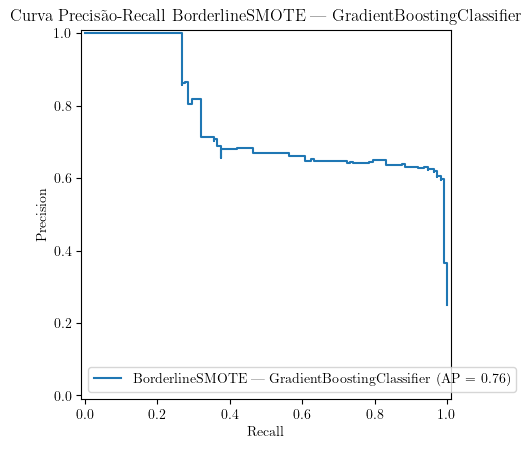 Curva Precisão-Recall BorderlineSMOTE — GradientBoostingClassifier
1.0
0.8
0.6
0.4
0.2
0.0
Precision
BorderlineSMOTE — GradientBoostingClassifier (AP = 0.76)
0.0 0.2 0.4 0.6 0.8 1.0
Recall